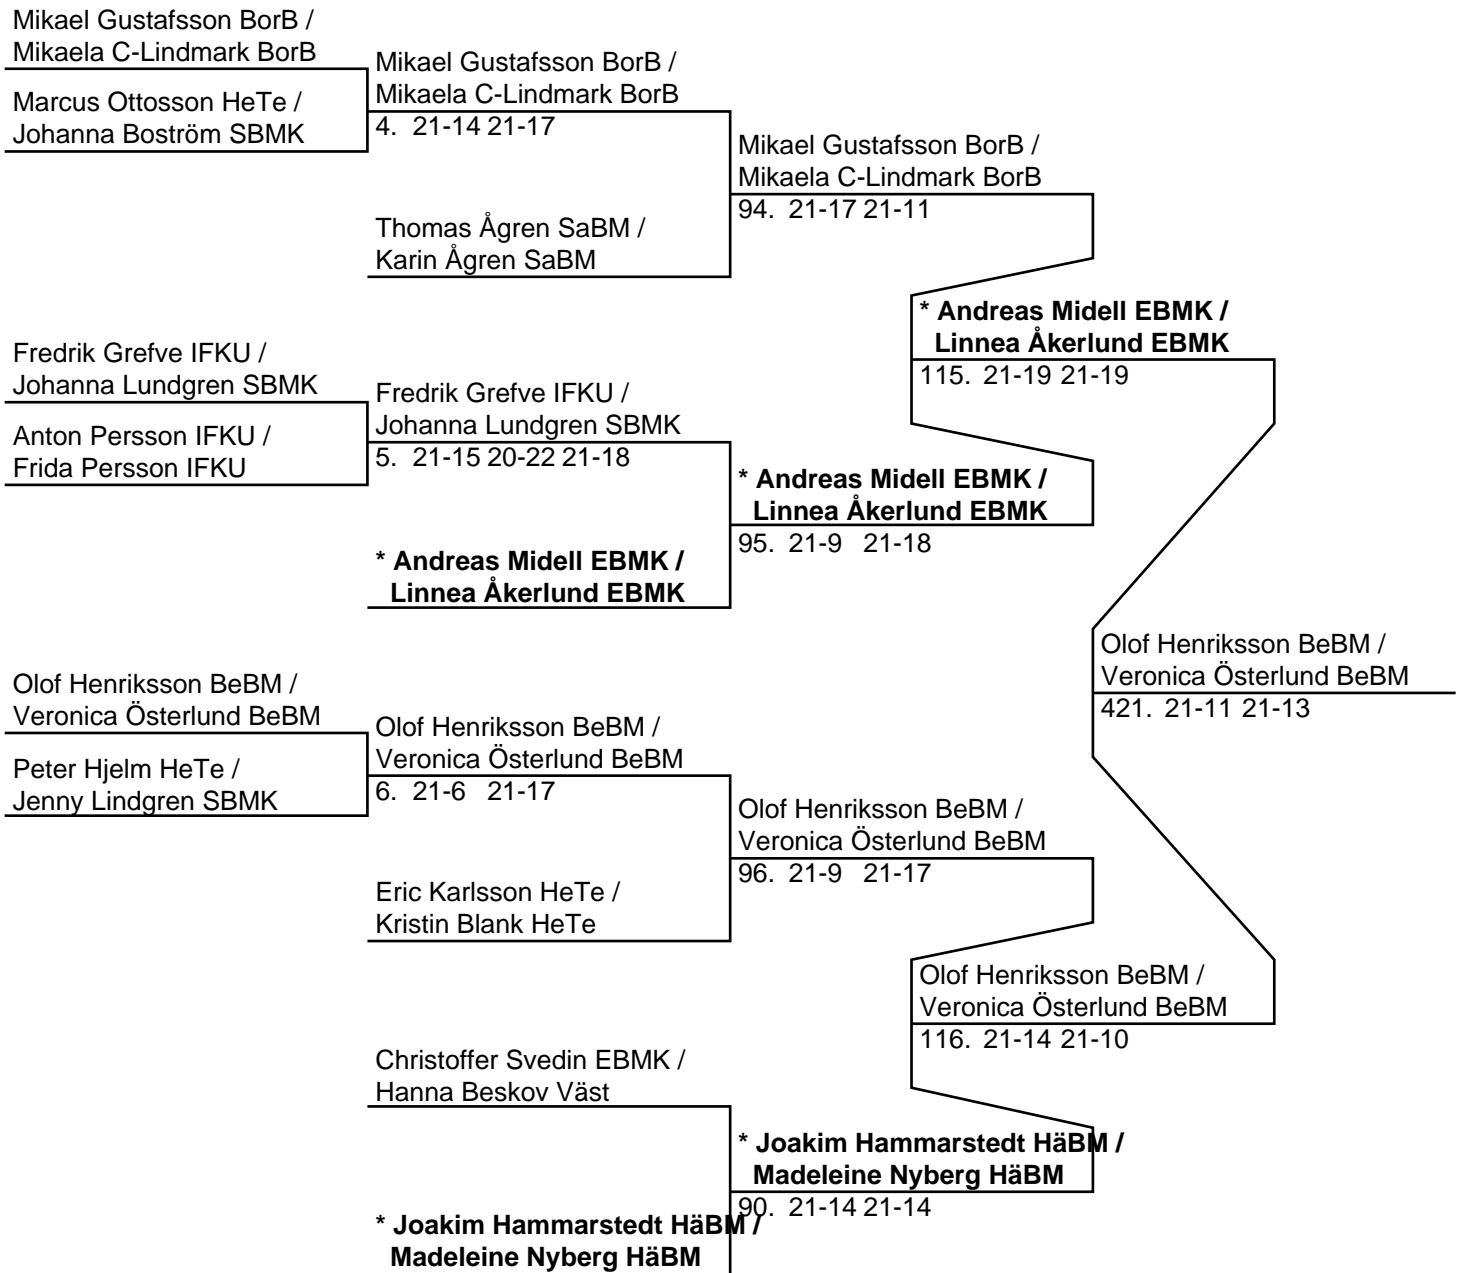 Mikael Gustafsson BorB /
Mikaela C-Lindmark BorB
Marcus Ottosson HeTe /
Johanna Boström SBMK
Mikael Gustafsson BorB /
Mikaela C-Lindmark BorB
4. 21-14 21-17
Thomas Ågren SaBM /
Karin Ågren SaBM
Mikael Gustafsson BorB /
Mikaela C-Lindmark BorB
94. 21-17 21-11
Fredrik Grefve IFKU /
Johanna Lundgren SBMK
Anton Persson IFKU /
Frida Persson IFKU
Fredrik Grefve IFKU /
Johanna Lundgren SBMK
5. 21-15 20-22 21-18
* Andreas Midell EBMK /
Linnea Åkerlund EBMK
* Andreas Midell EBMK /
Linnea Åkerlund EBMK
95. 21-9 21-18
* Andreas Midell EBMK /
Linnea Åkerlund EBMK
115. 21-19 21-19
Olof Henriksson BeBM /
Veronica Österlund BeBM
421. 21-11 21-13
Olof Henriksson BeBM /
Veronica Österlund BeBM
Peter Hjelm HeTe /
Jenny Lindgren SBMK
Olof Henriksson BeBM /
Veronica Österlund BeBM
6. 21-6 21-17
Eric Karlsson HeTe /
Kristin Blank HeTe
Olof Henriksson BeBM /
Veronica Österlund BeBM
96. 21-9 21-17
Olof Henriksson BeBM /
Veronica Österlund BeBM
116. 21-14 21-10
Christoffer Svedin EBMK /
Hanna Beskov Väst
* Joakim Hammarstedt HäBM /
Madeleine Nyberg HäBM
90. 21-14 21-14
* Joakim Hammarstedt HäBM /
Madeleine Nyberg HäBM